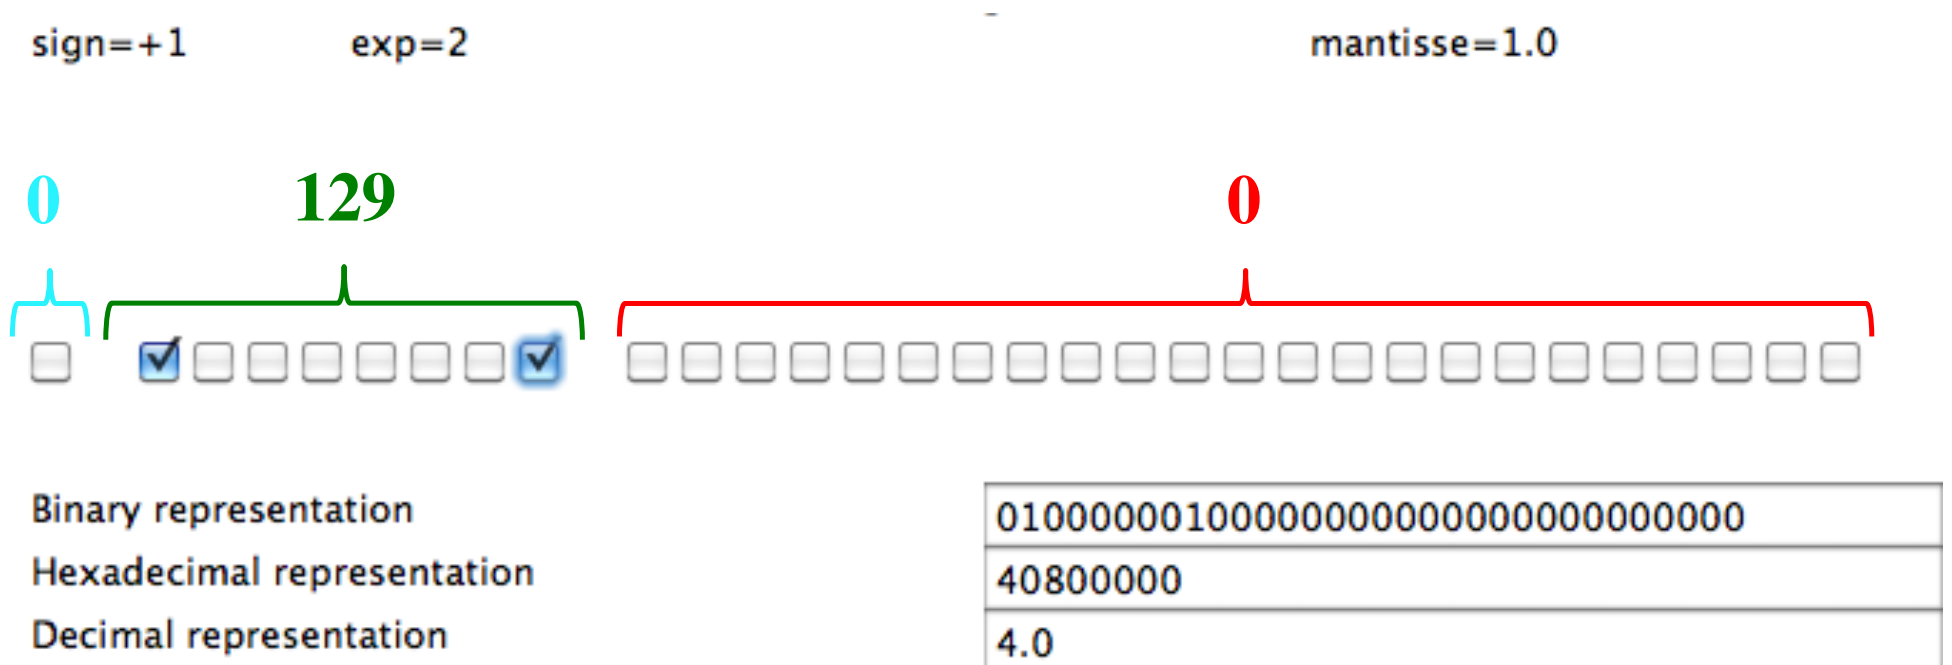 sign=+1 exp=2 mantisse=1.0
0 129 0
Binary representation 01000000100000000000000000000000
Hexadecimal representation 40800000
Decimal representation 4.0